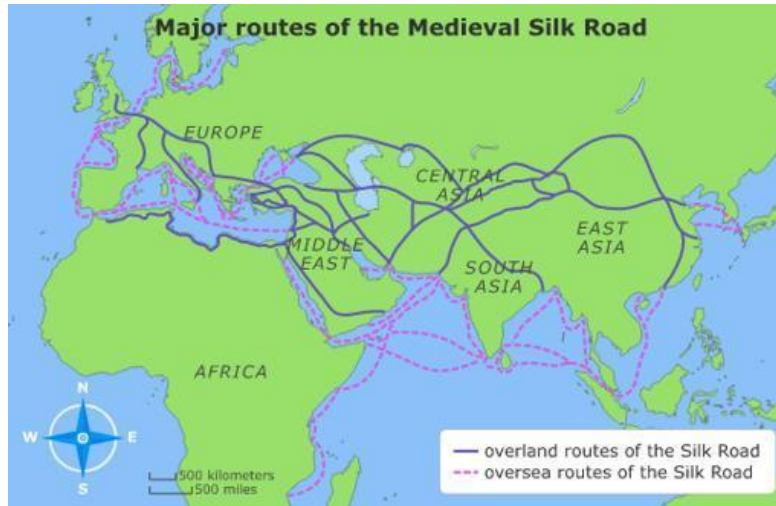 Major routes of the Medieval Silk Road
EUROPE
CENTRAL
ASIA
EAST
ASIA
MIDDLE
EAST
SOUTH
ASIA
AFRICA
N
W
E
S
500 kilometers
500 miles
overland routes of the Silk Road
oversea routes of the Silk Road